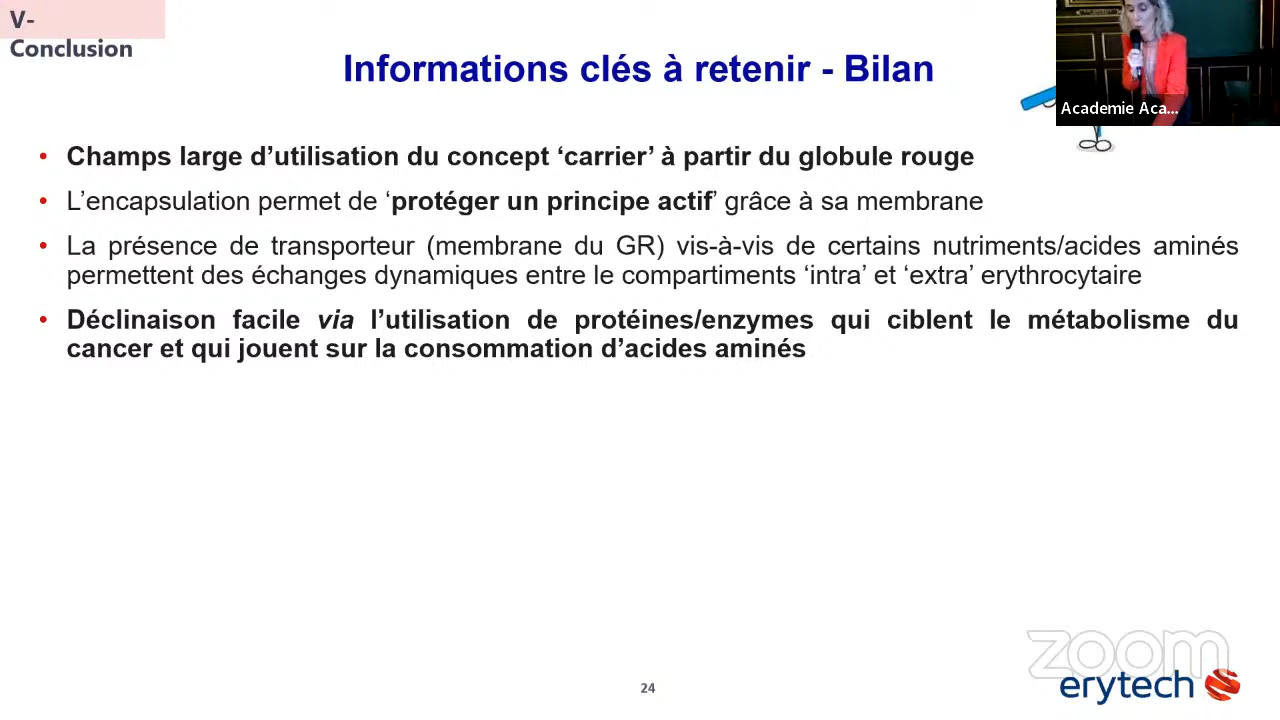 V-
Conclusion
Informations clés à retenir - Bilan
Academie Aca...
• Champs large d’utilisation du concept ‘carrier’ à partir du globule rouge
• L’encapsulation permet de ‘protéger un principe actif’ grâce à sa membrane
• La présence de transporteur (membrane du GR) vis-à-vis de certains nutriments/acides aminés
permettent des échanges dynamiques entre le compartiments ‘intra’ et ‘extra’ erythrocytaire
• Déclinaison facile via l’utilisation de protéines/enzymes qui ciblent le métabolisme du
cancer et qui jouent sur la consommation d’acides aminés
zoom
erytech
24